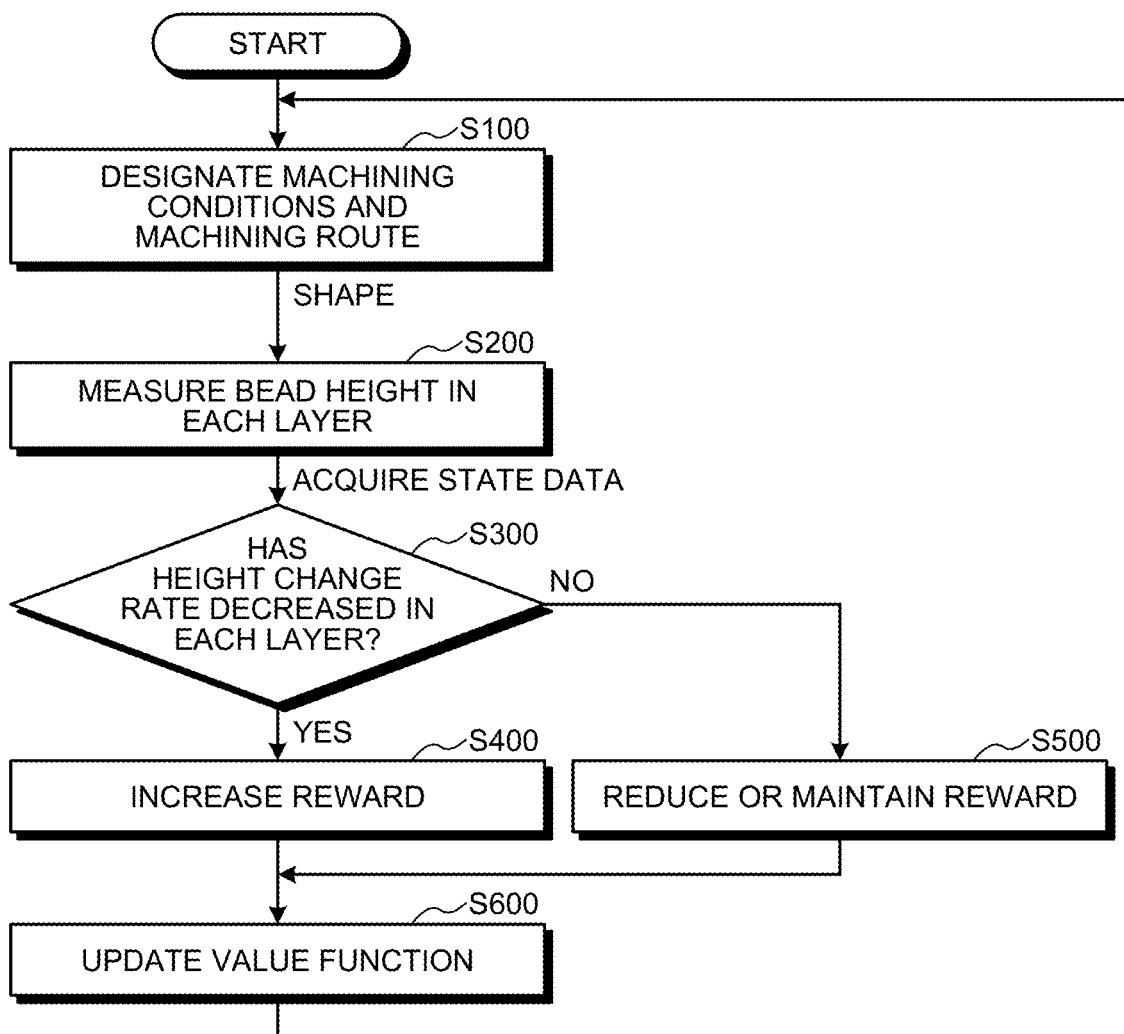 START
S100
DESIGNATE MACHINING
CONDITIONS AND
MACHINING ROUTE
SHAPE
S200
MEASURE BEAD HEIGHT IN
EACH LAYER
ACQUIRE STATE DATA
S300
HAS
HEIGHT CHANGE
RATE DECREASED IN
EACH LAYER?
NO
YES
S400
INCREASE REWARD
S500
REDUCE OR MAINTAIN REWARD
S600
UPDATE VALUE FUNCTION